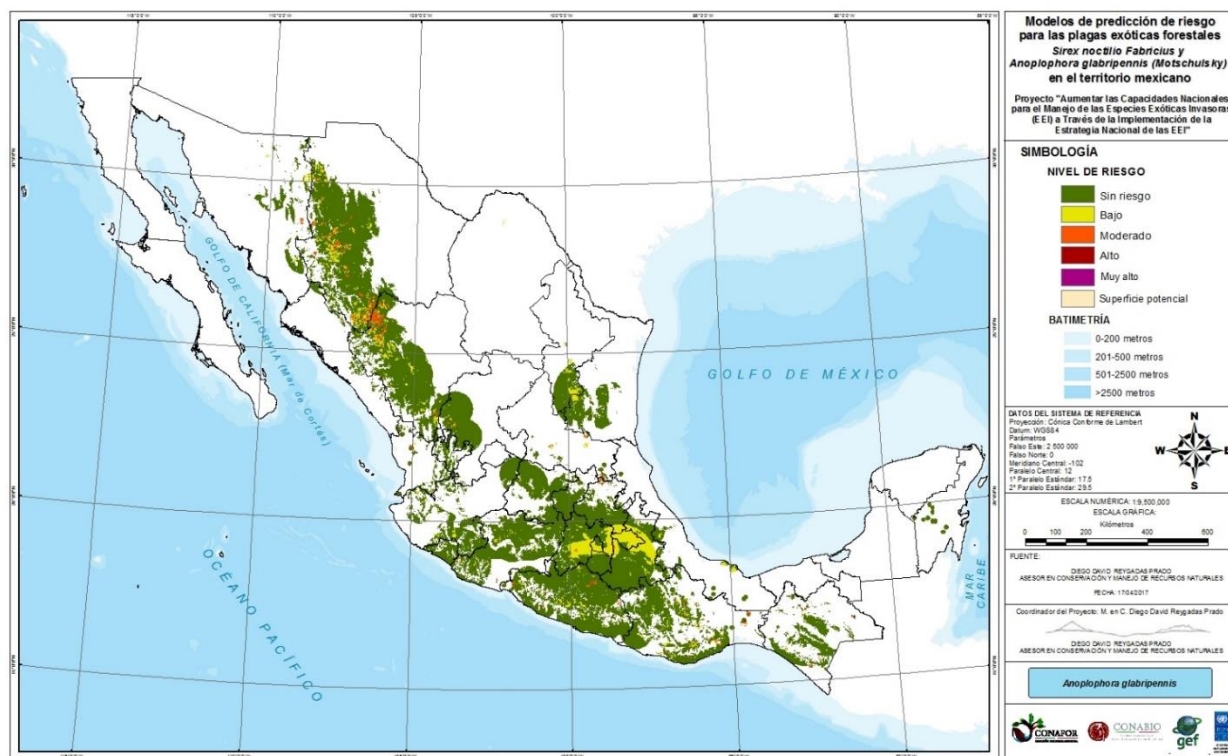 Modelos de predicción de riesgo
para las plagas exóticas forestales
Sirex noctilio Fabricius y
Anoplophora glabripennis (Motschulsky)
en el territorio mexicano
Proyecto "Aumentar las Capacidades Nacionales
para el Manejo de las Especies Exóticas Invasoras
(EEI) a Través de la Implementación de la
Estrategia Nacional de las EEI"
SIMBOLOGÍA
NIVEL DE RIESGO
Sin riesgo
Bajo
Moderado
Alto
Muy alto
Superficie potencial
BATIMETRÍA
0-200 metros
201-500 metros
501-2500 metros
>2500 metros
GOLFO DE CALIFORNIA (Mar de Cortés)
GOLFO DE MÉXICO
OCÉANO PACÍFICO
MAR CARIBE
DATOS DEL SISTEMA DE REFERENCIA
Proyección: Cónica Conforme de Lambert
Datum: WGS84
Parámetros
Falso Este: 2 500 000
Falso Norte: 0
Meridiano Central: -102
Paralelo Central: 12
1° Paralelo Estándar: 17.5
2° Paralelo Estándar: 29.5
N
W
E
S
ESCALA NUMÉRICA: 1:9,500,000
ESCALA GRÁFICA:
Kilómetros
0 100 200 400 600
FUENTE:
DIEGO DAVID REYGADAS PRADO
ASESOR EN CONSERVACIÓN Y MANEJO DE RECURSOS NATURALES
FECHA: 17/04/2017
Coordinador del Proyecto: M. en C. Diego David Reygadas Prado
DIEGO DAVID REYGADAS PRADO
ASESOR EN CONSERVACIÓN Y MANEJO DE RECURSOS NATURALES
Anoplophora glabripennis
CONAFOR
CONABIO
gef